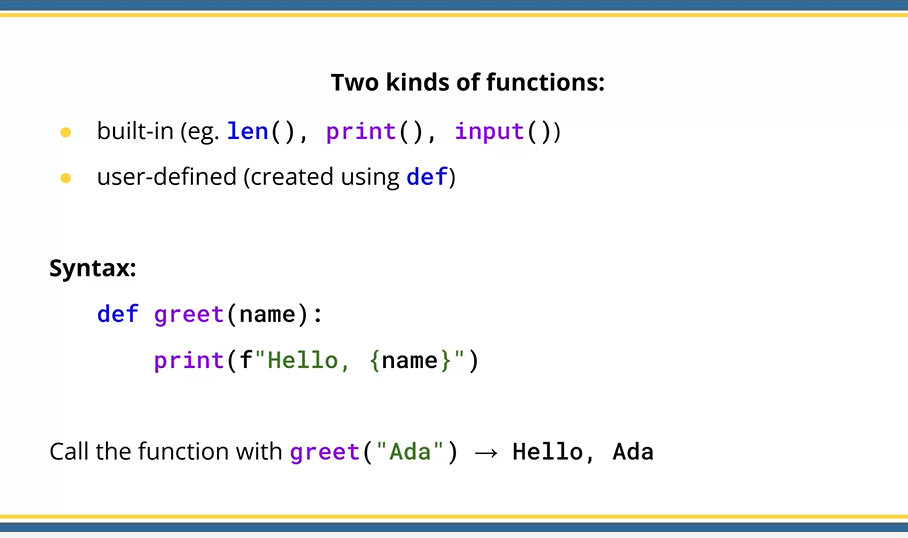 Two kinds of functions:
● built-in (eg. len(), print(), input())
● user-defined (created using def)
Syntax:
def greet(name):
    print(f"Hello, {name}")
Call the function with greet("Ada") → Hello, Ada